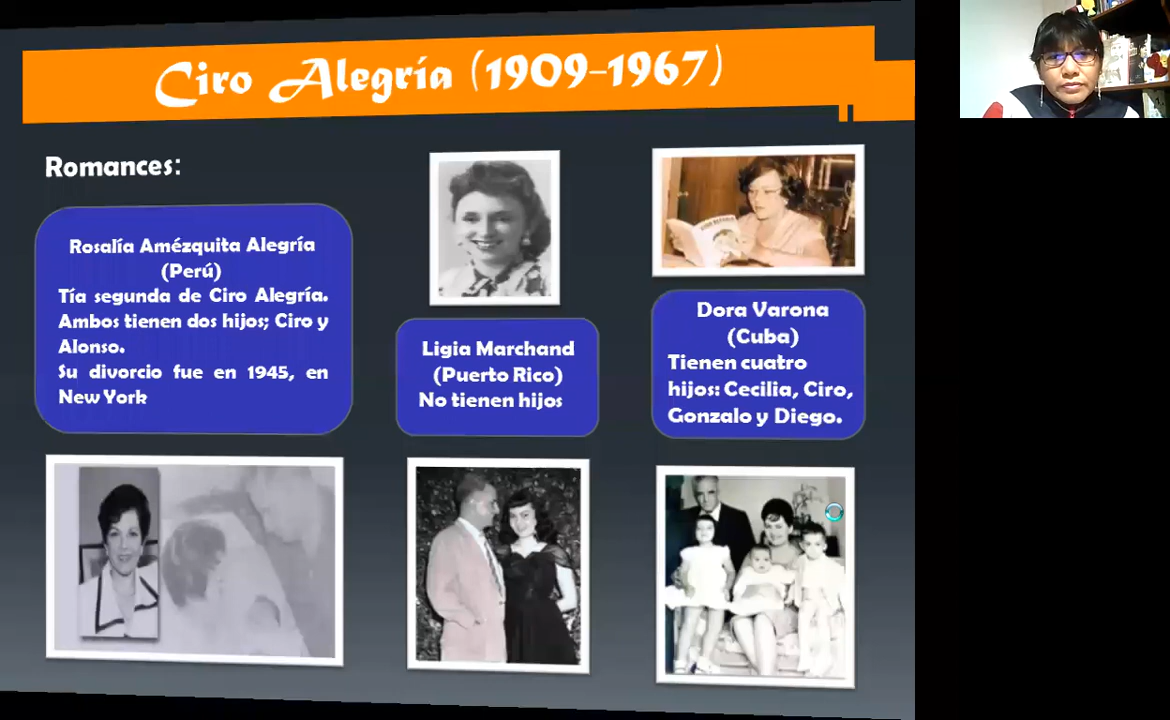 Ciro Alegría (1909-1967)
Romances:
Rosalía Amézquita Alegría
(Perú)
Tía segunda de Ciro Alegría.
Ambos tienen dos hijos; Ciro y
Alonso.
Su divorcio fue en 1945, en
New York
Ligia Marchand
(Puerto Rico)
No tienen hijos
Dora Varona
(Cuba)
Tienen cuatro
hijos: Cecilia, Ciro,
Gonzalo y Diego.